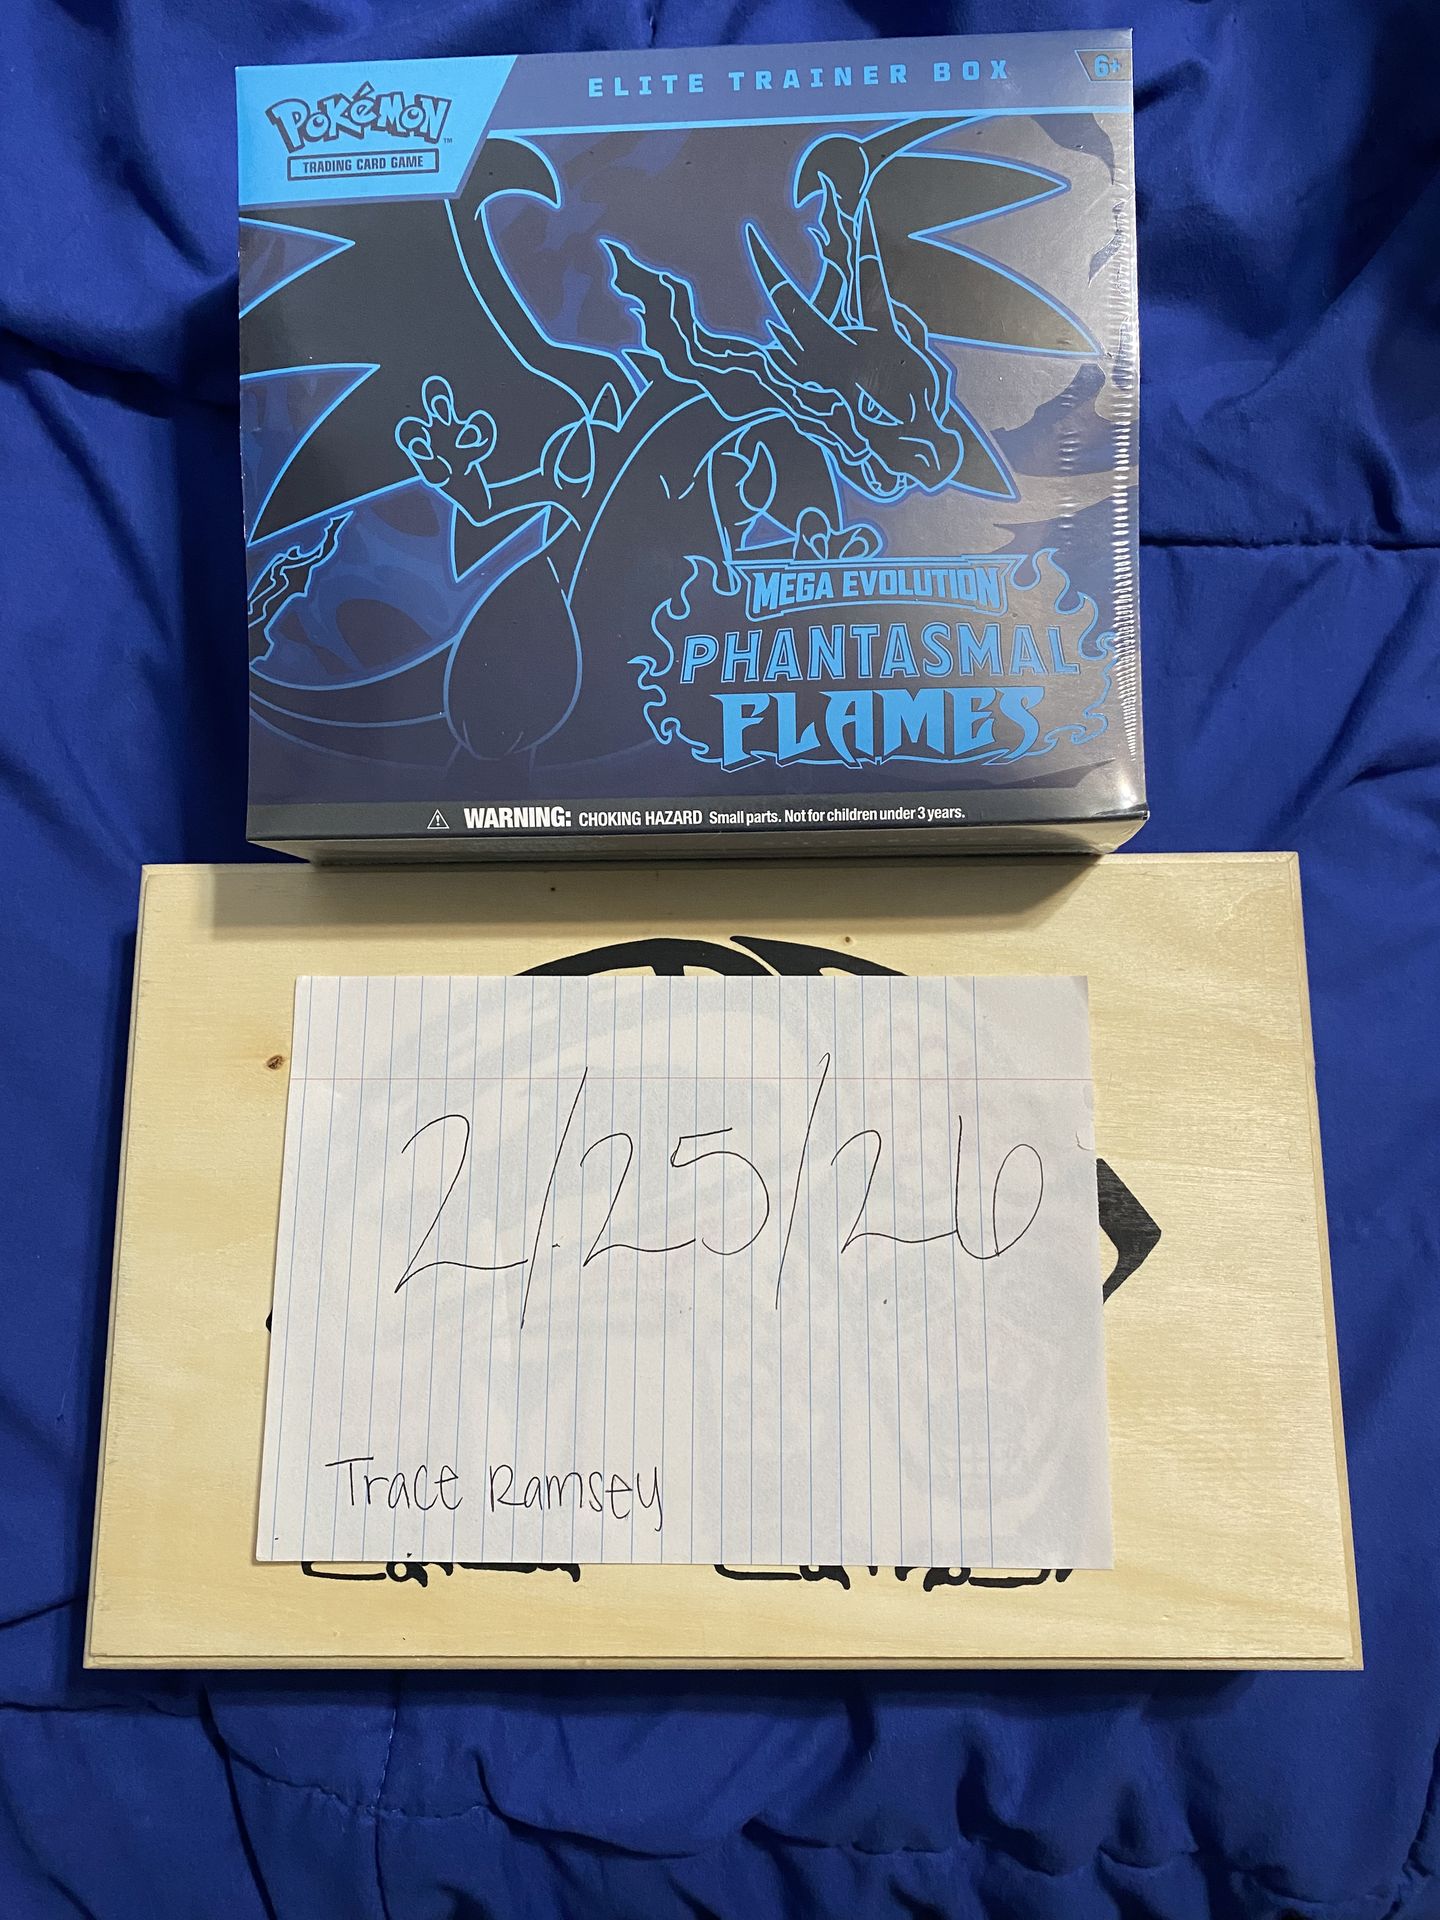 ELITE TRAINER BOX
6+
POKéMON
TRADING CARD GAME
MEGA EVOLUTION
PHANTASMAL
FLAMES
WARNING: CHOKING HAZARD Small parts. Not for children under 3 years.
2/25/26
Trace Ramsey